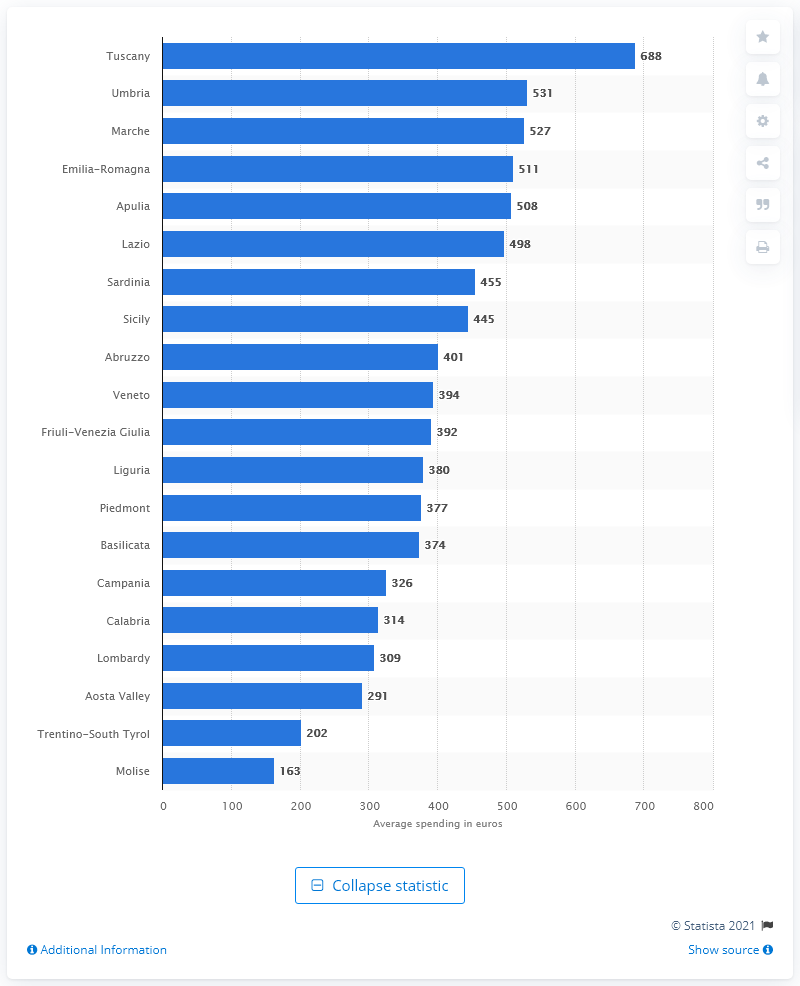 Tuscany 688
Umbria 531
Marche 527
Emilia-Romagna 511
Apulia 508
Lazio 498
Sardinia 455
Sicily 445
Abruzzo 401
Veneto 394
Friuli-Venezia Giulia 392
Liguria 380
Piedmont 377
Basilicata 374
Campania 326
Calabria 314
Lombardy 309
Aosta Valley 291
Trentino-South Tyrol 202
Molise 163
0 100 200 300 400 500 600 700 800
Average spending in euros
Collapse statistic
© Statista 2021
Additional Information Show source